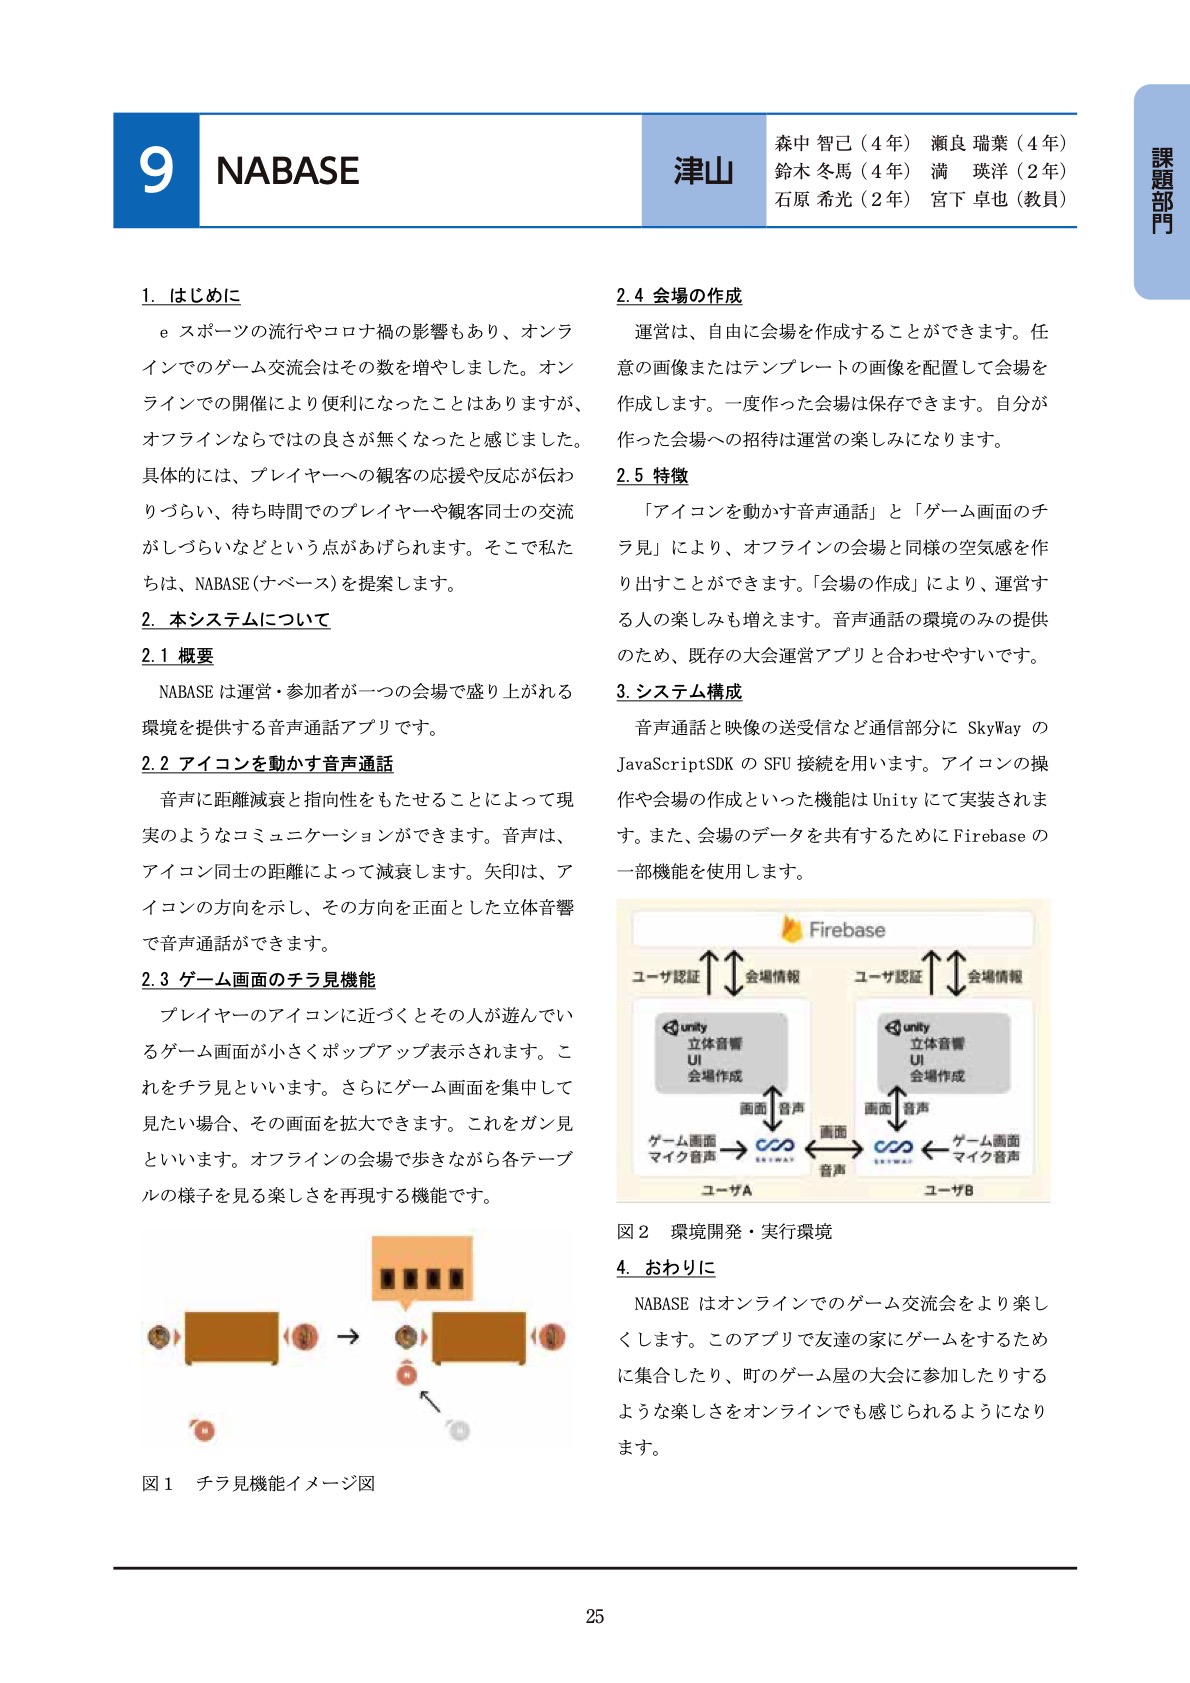 課題部門
9 NABASE 津山
森中 智己（４年） 瀬良 瑞葉（４年）
鈴木 冬馬（４年） 満　瑛洋（２年）
石原 希光（２年） 宮下 卓也（教員）
1. はじめに
e スポーツの流行やコロナ禍の影響もあり、オンラ
インでのゲーム交流会はその数を増やしました。オン
ラインでの開催により便利になったことはありますが、
オフラインならではの良さが無くなったと感じました。
具体的には、プレイヤーへの観客の応援や反応が伝わ
りづらい、待ち時間でのプレイヤーや観客同士の交流
がしづらいなどという点があげられます。そこで私た
ちは、NABASE(ナベース)を提案します。
2. 本システムについて
2.1 概要
NABASE は運営・参加者が一つの会場で盛り上がれる
環境を提供する音声通話アプリです。
2.2 アイコンを動かす音声通話
音声に距離減衰と指向性をもたせることによって現
実のようなコミュニケーションができます。音声は、
アイコン同士の距離によって減衰します。矢印は、ア
イコンの方向を示し、その方向を正面とした立体音響
で音声通話ができます。
2.3 ゲーム画面のチラ見機能
プレイヤーのアイコンに近づくとその人が遊んでい
るゲーム画面が小さくポップアップ表示されます。こ
れをチラ見といいます。さらにゲーム画面を集中して
見たい場合、その画面を拡大できます。これをガン見
といいます。オフラインの会場で歩きながら各テーブ
ルの様子を見る楽しさを再現する機能です。
図１　チラ見機能イメージ図
2.4 会場の作成
運営は、自由に会場を作成することができます。任
意の画像またはテンプレートの画像を配置して会場を
作成します。一度作った会場は保存できます。自分が
作った会場への招待は運営の楽しみになります。
2.5 特徴
「アイコンを動かす音声通話」と「ゲーム画面のチ
ラ見」により、オフラインの会場と同様の空気感を作
り出すことができます。「会場の作成」により、運営す
る人の楽しみも増えます。音声通話の環境のみの提供
のため、既存の大会運営アプリと合わせやすいです。
3.システム構成
音声通話と映像の送受信など通信部分に SkyWay の
JavaScriptSDK の SFU 接続を用います。アイコンの操
作や会場の作成といった機能は Unity にて実装されま
す。また、会場のデータを共有するために Firebase の
一部機能を使用します。
Firebase
ユーザ認証 会場情報 ユーザ認証 会場情報
unity unity
立体音響 立体音響
UI UI
会場作成 会場作成
画面 音声 画面 音声
画面
ゲーム画面 ゲーム画面
マイク音声 SKYWAY SKYWAY マイク音声
音声
ユーザA ユーザB
図２　環境開発・実行環境
4. おわりに
NABASE はオンラインでのゲーム交流会をより楽し
くします。このアプリで友達の家にゲームをするため
に集合したり、町のゲーム屋の大会に参加したりする
ような楽しさをオンラインでも感じられるようになり
ます。
25